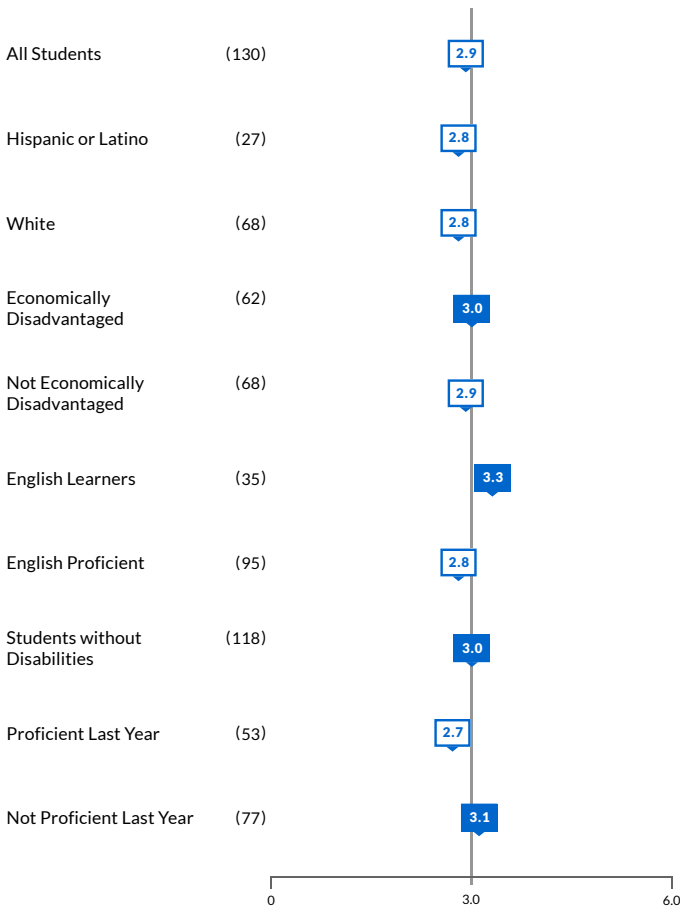 All Students (130) 2.9
Hispanic or Latino (27) 2.8
White (68) 2.8
Economically (62) 3.0
Disadvantaged
Not Economically (68) 2.9
Disadvantaged
English Learners (35) 3.3
English Proficient (95) 2.8
Students without (118) 3.0
Disabilities
Proficient Last Year (53) 2.7
Not Proficient Last Year (77) 3.1
0 3.0 6.0